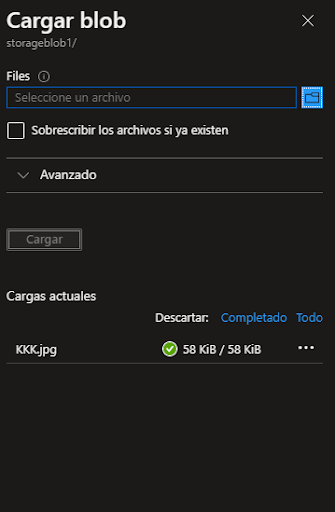 Cargar blob
storageblob1/
Files
Seleccione un archivo
Sobrescribir los archivos si ya existen
Avanzado
Cargar
Cargas actuales
Descartar: Completado Todo
KKK.jpg 58 KiB / 58 KiB